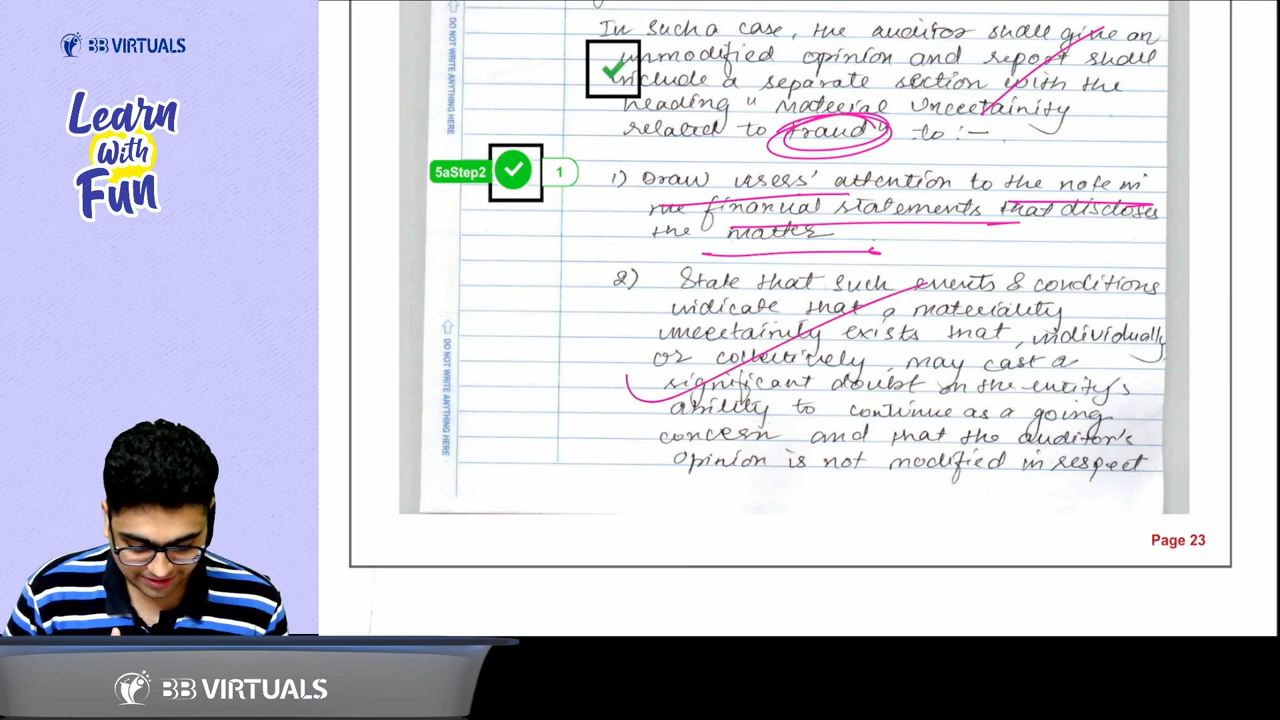 BB VIRTUALS
Learn
with
Fun
DO NOT WRITE ANYTHING HERE
In such a case, the auditor shall give an
unmodified opinion and report shall
include a separate section with the
heading " Material Uncertainity
related to fraud" to :-
5aStep2
1
1) Draw users' attention to the note in
the financial statements that discloses
the matter
2) State that such events & conditions
indicate that a materiality
uncertainity exists that, individually
or collectively, may cast a
significant doubt on the entity's
ability to continue as a going
concern and that the auditor's
opinion is not modified in respect
DO NOT WRITE ANYTHING HERE
Page 23
BB VIRTUALS